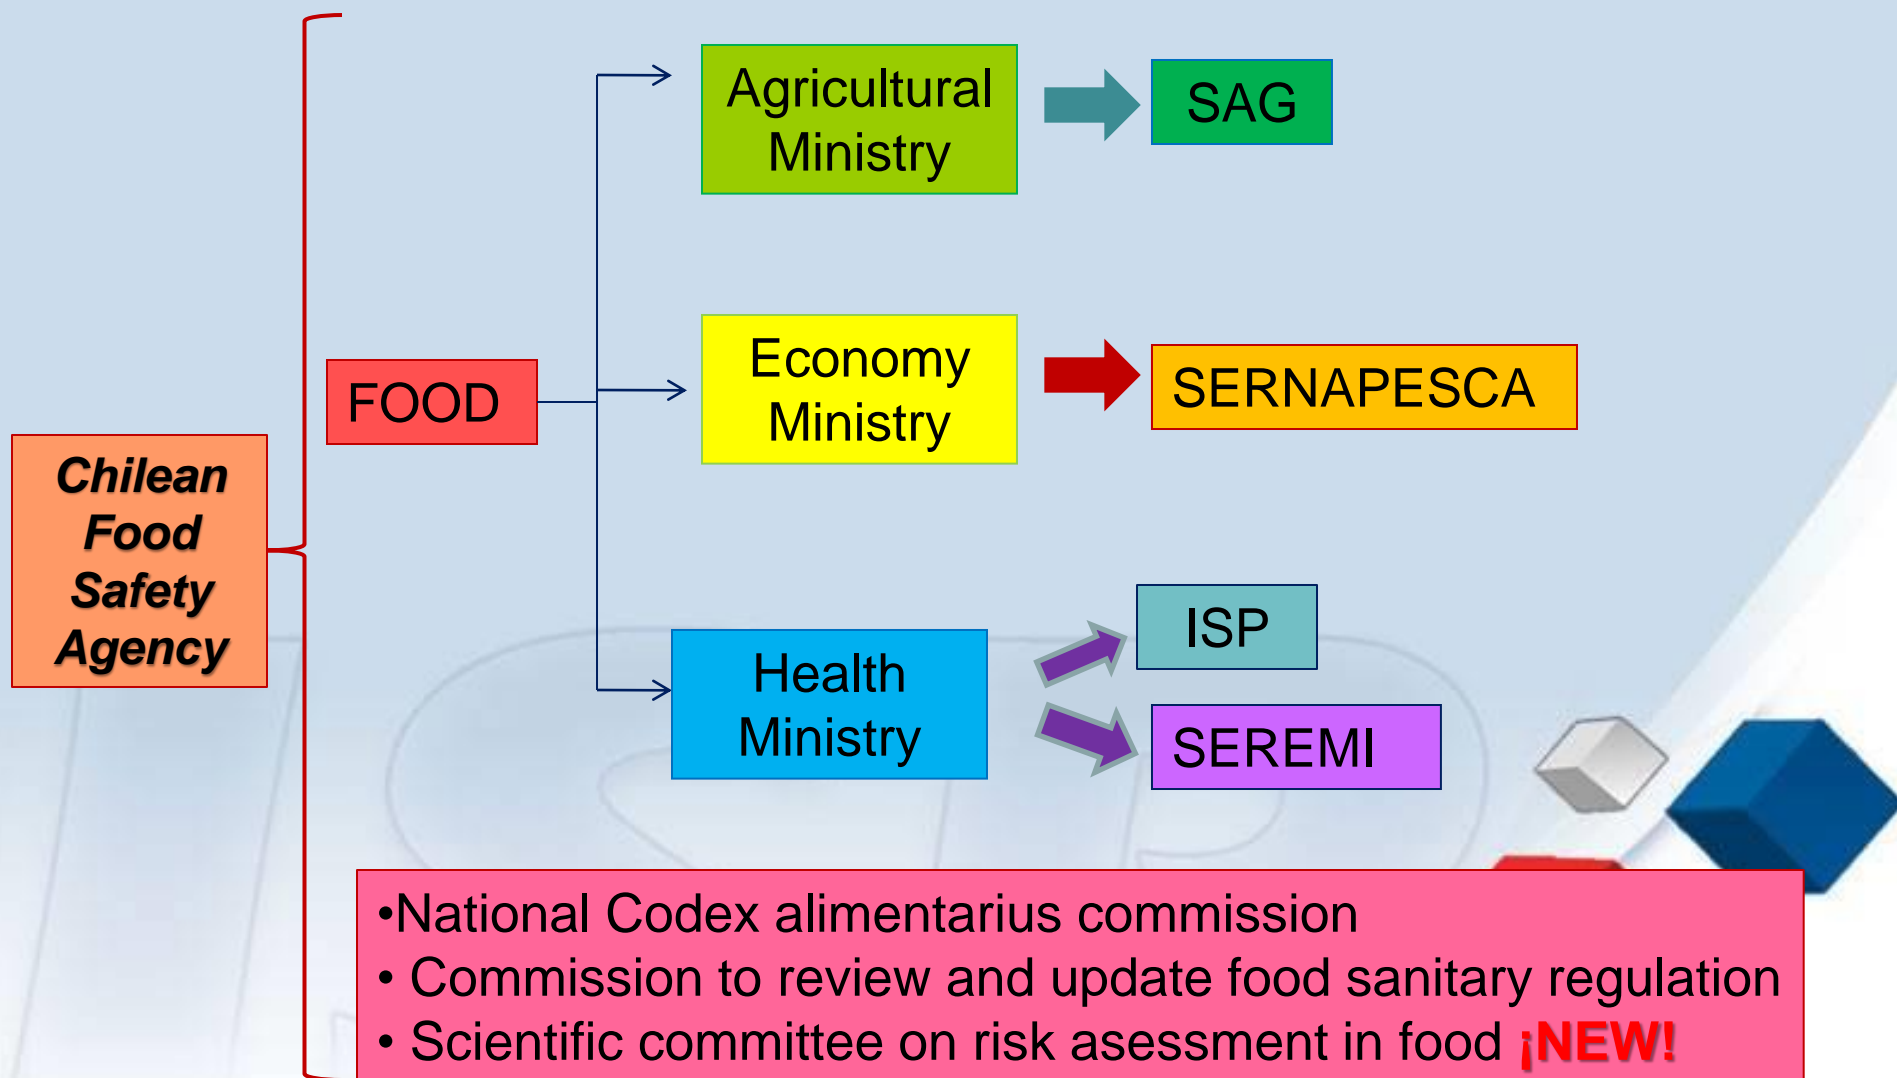 Agricultural
Ministry
SAG
Economy
Ministry
SERNAPESCA
FOOD
Chilean
Food
Safety
Agency
Health
Ministry
ISP
SEREMI
•National Codex alimentarius commission
• Commission to review and update food sanitary regulation
• Scientific committee on risk asessment in food ¡NEW!